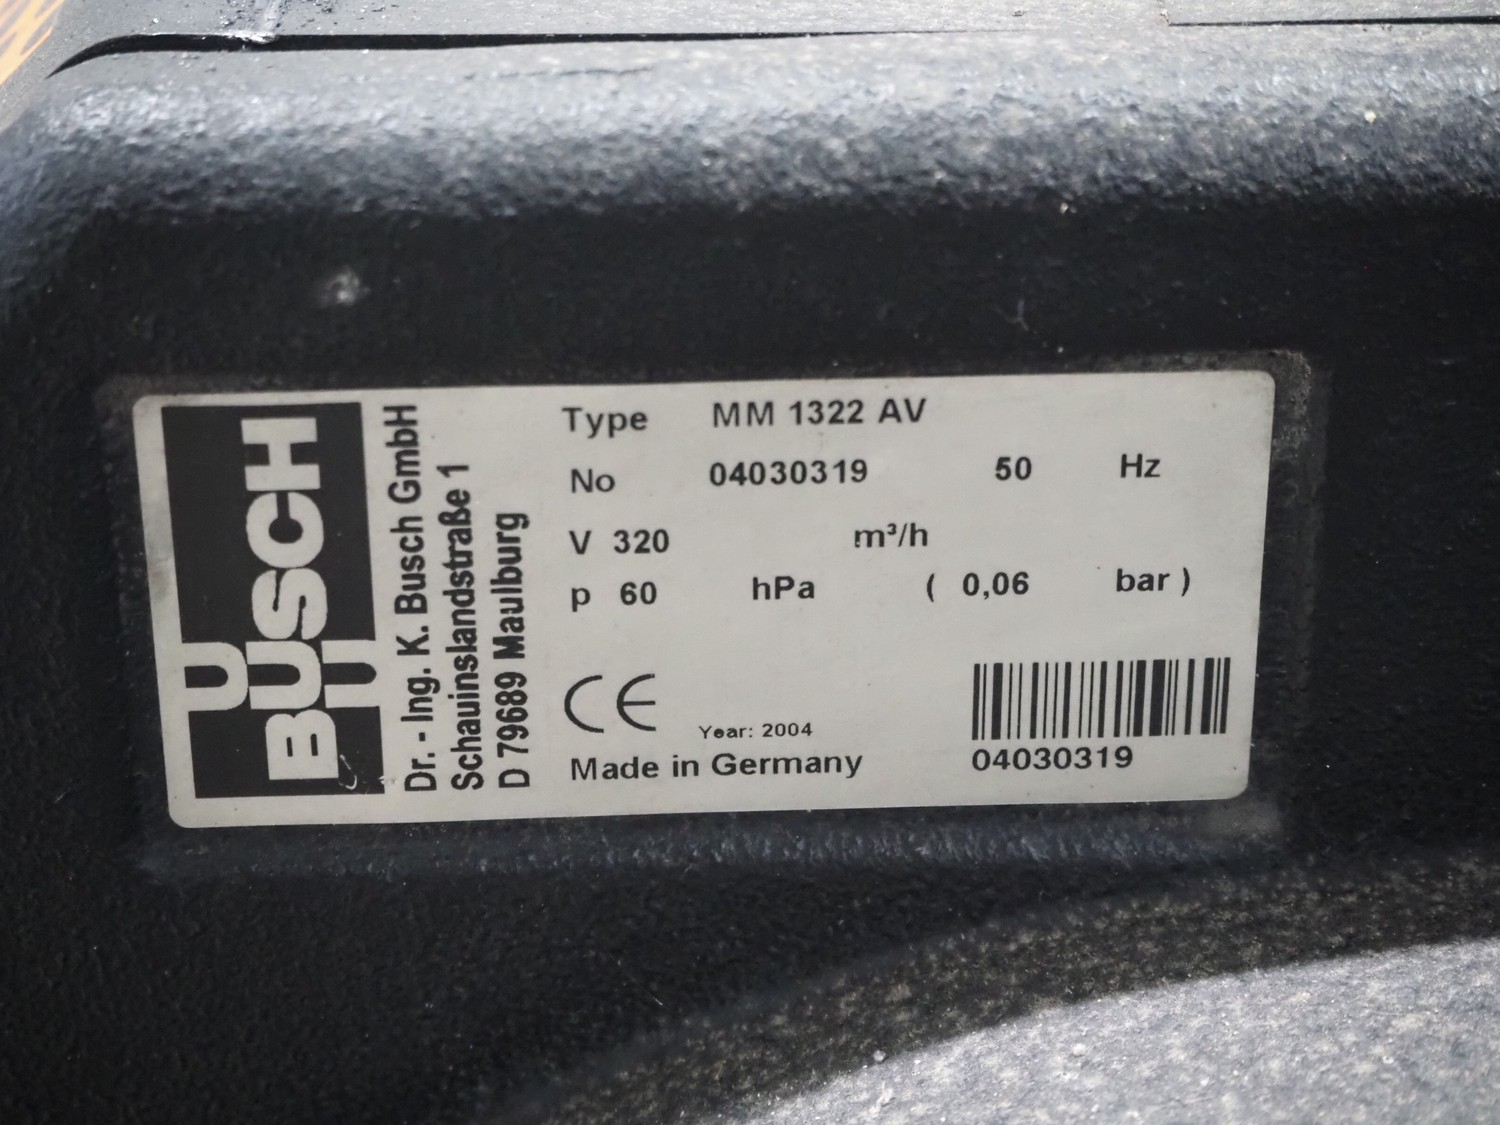 BUSCH
Dr. - Ing. K. Busch GmbH
Schauinslandstraße 1
D 79689 Maulburg
Type MM 1322 AV
No 04030319 50 Hz
V 320 m³/h
p 60 hPa ( 0,06 bar )
CE
Year: 2004
Made in Germany
04030319